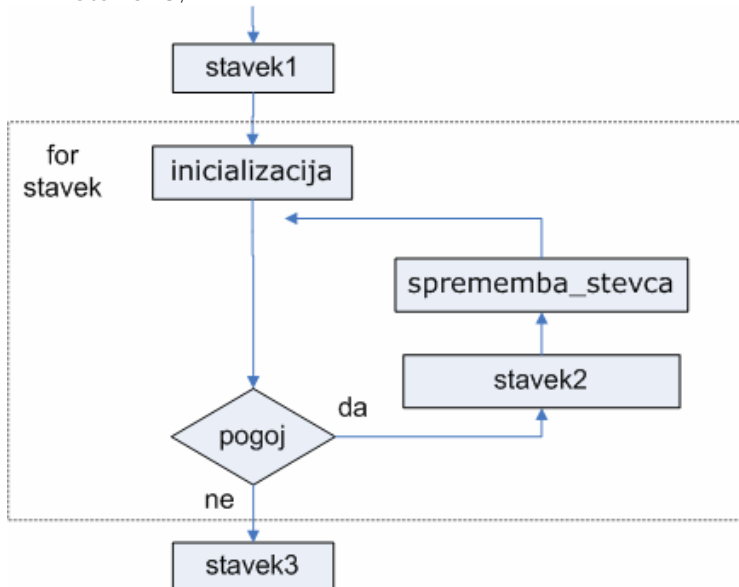 stavek1
for
stavek
inicializacija
sprememba_stevca
stavek2
da
pogoj
ne
stavek3